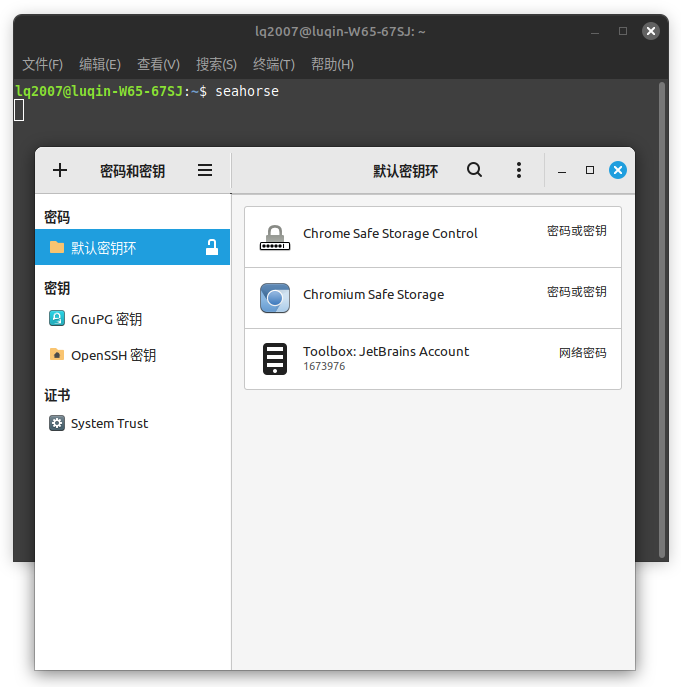 lq2007@luqin-W65-67SJ: ~
文件(F) 编辑(E) 查看(V) 搜索(S) 终端(T) 帮助(H)
lq2007@luqin-W65-67SJ:~$ seahorse
密码和密钥
默认密钥环
密码
默认密钥环
密钥
GnuPG 密钥
OpenSSH 密钥
证书
System Trust
Chrome Safe Storage Control 密码或密钥
Chromium Safe Storage 密码或密钥
Toolbox: JetBrains Account 网络密码
1673976